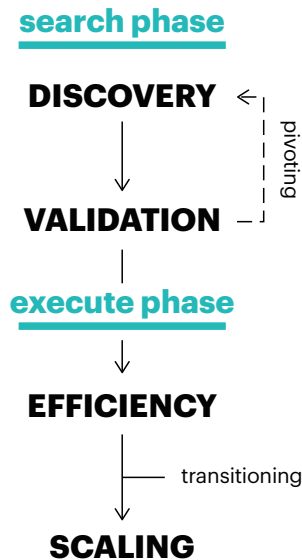 search phase
DISCOVERY
pivoting
VALIDATION
execute phase
EFFICIENCY
transitioning
SCALING